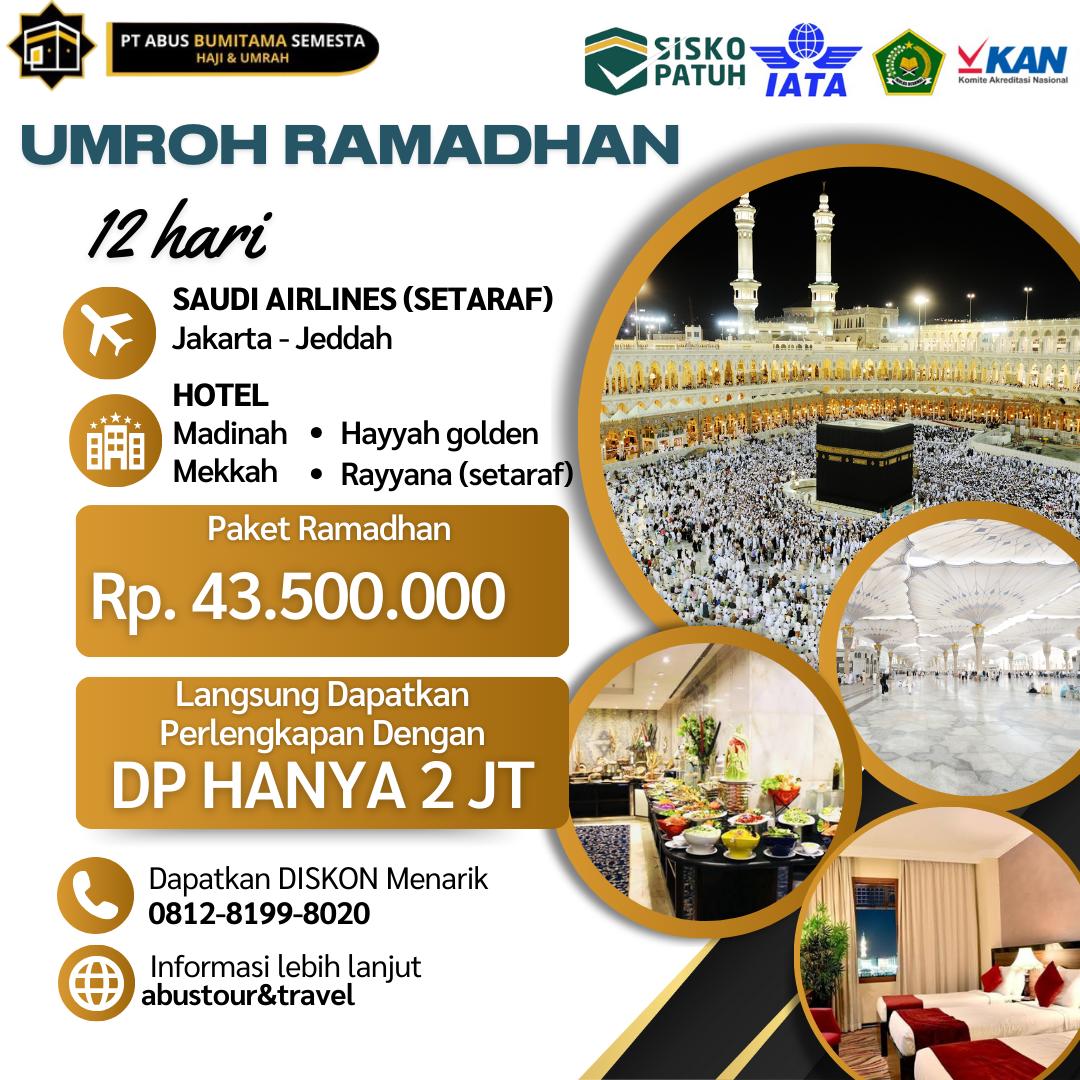 PT ABUS BUMITAMA SEMESTA
HAJI & UMRAH
SISKO
PATUH
IATA
KAN
Komite Akreditasi Nasional
UMROH RAMADHAN
12 hari
SAUDI AIRLINES (SETARAF)
Jakarta - Jeddah
HOTEL
Madinah • Hayyah golden
Mekkah • Rayyana (setaraf)
Paket Ramadhan
Rp. 43.500.000
Langsung Dapatkan
Perlengkapan Dengan
DP HANYA 2 JT
Dapatkan DISKON Menarik
0812-8199-8020
Informasi lebih lanjut
abustour&travel